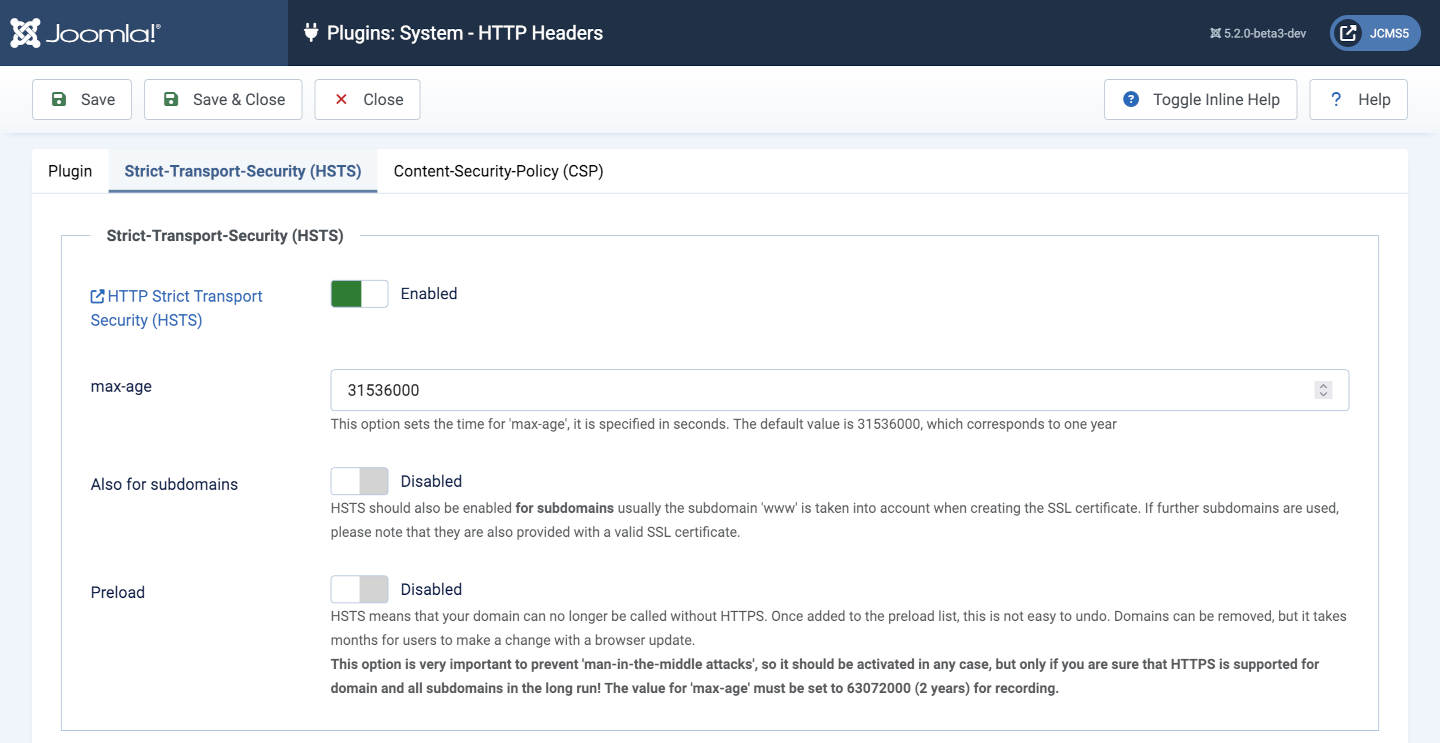 Joomla!® Plugins: System - HTTP Headers 5.2.0-beta3-dev JCMS5
Save Save & Close Close Toggle Inline Help Help
Plugin Strict-Transport-Security (HSTS) Content-Security-Policy (CSP)
Strict-Transport-Security (HSTS)
HTTP Strict Transport
Security (HSTS)
Enabled
max-age
31536000
This option sets the time for 'max-age', it is specified in seconds. The default value is 31536000, which corresponds to one year
Also for subdomains
Disabled
HSTS should also be enabled for subdomains usually the subdomain 'www' is taken into account when creating the SSL certificate. If further subdomains are used,
please note that they are also provided with a valid SSL certificate.
Preload
Disabled
HSTS means that your domain can no longer be called without HTTPS. Once added to the preload list, this is not easy to undo. Domains can be removed, but it takes
months for users to make a change with a browser update.
This option is very important to prevent 'man-in-the-middle attacks', so it should be activated in any case, but only if you are sure that HTTPS is supported for
domain and all subdomains in the long run! The value for 'max-age' must be set to 63072000 (2 years) for recording.